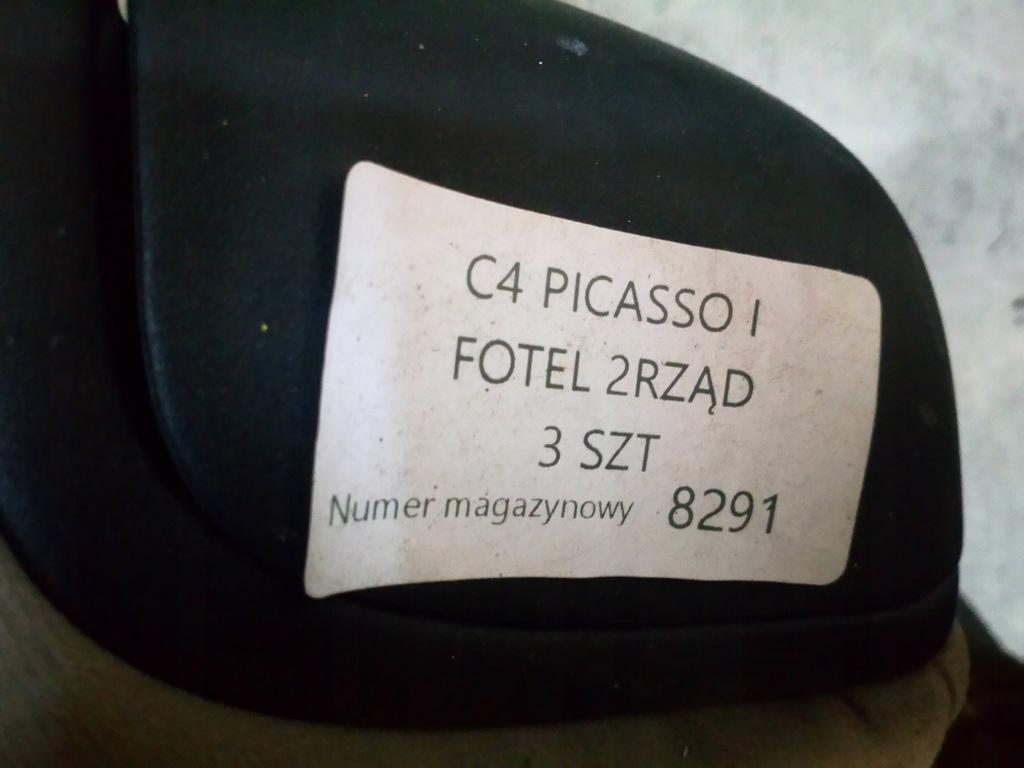 C4 PICASSO I
FOTEL 2RZĄD
3 SZT
Numer magazynowy 8291